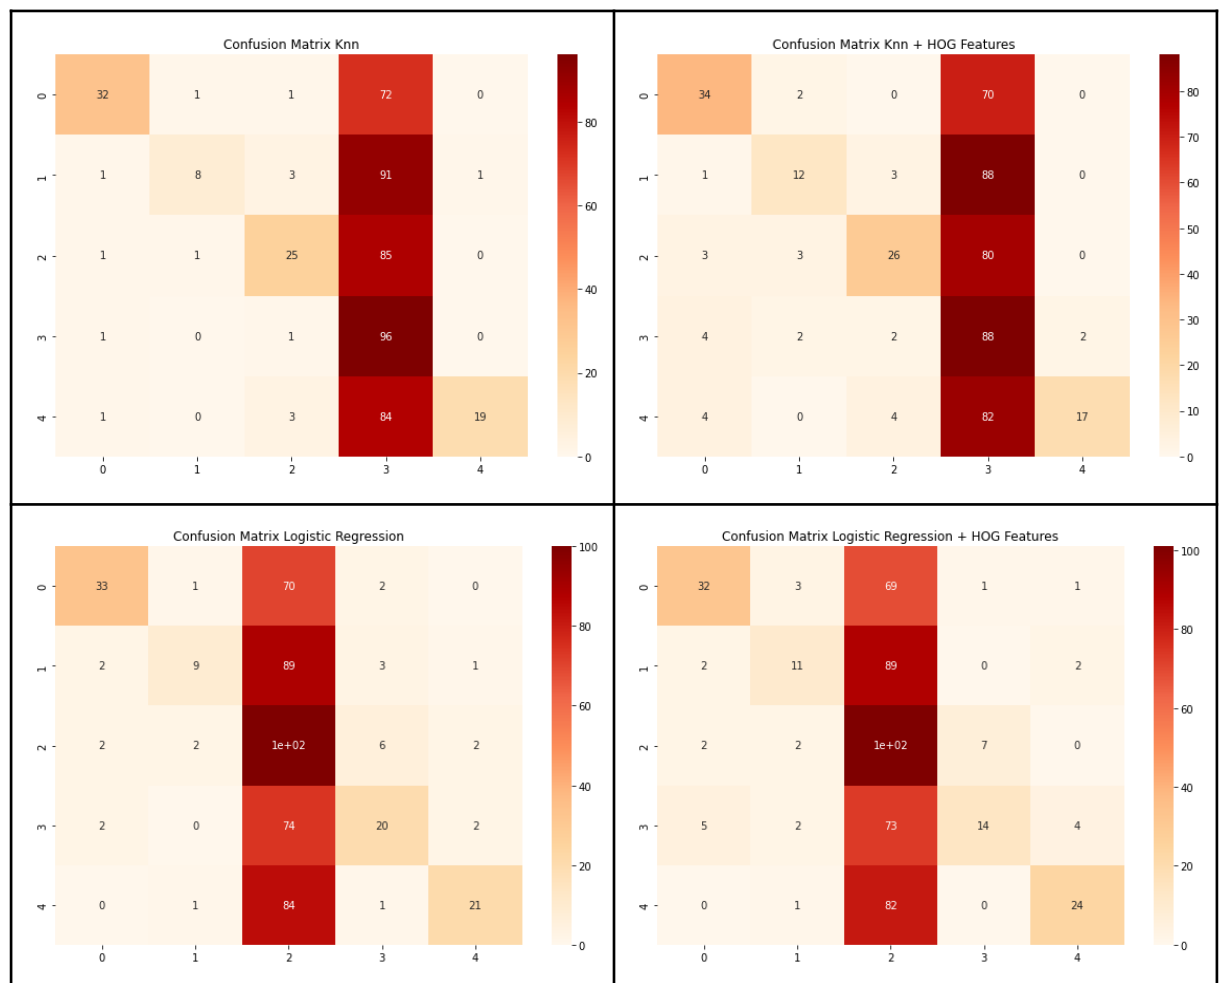 Confusion Matrix Knn
0 32 1 1 72 0
80
1 1 8 3 91 1
60
2 1 1 25 85 0
40
3 1 0 1 96 0
20
4 1 0 3 84 19
0
0 1 2 3 4
Confusion Matrix Knn + HOG Features
0 34 2 0 70 0
80
70
1 1 12 3 88 0
60
50
2 3 3 26 80 0
40
30
3 4 2 2 88 2
20
10
4 4 0 4 82 17
0
0 1 2 3 4
Confusion Matrix Logistic Regression
100
0 33 1 70 2 0
80
1 2 9 89 3 1
60
2 2 2 1e+02 6 2
40
3 2 0 74 20 2
20
4 0 1 84 1 21
0
0 1 2 3 4
Confusion Matrix Logistic Regression + HOG Features
100
0 32 3 69 1 1
80
1 2 11 89 0 2
60
2 2 2 1e+02 7 0
40
3 5 2 73 14 4
20
4 0 1 82 0 24
0
0 1 2 3 4